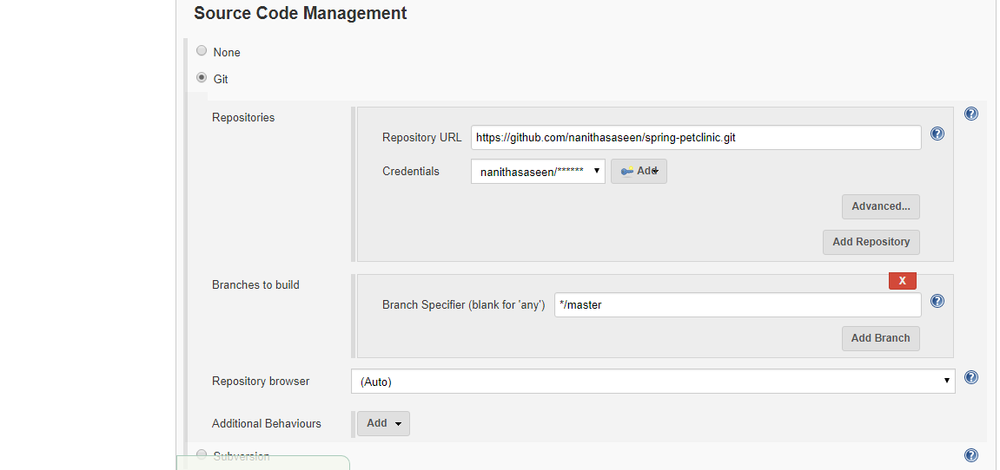 Source Code Management
None
Git
Repositories
Repository URL https://github.com/nanithasaseen/spring-petclinic.git
Credentials nanithasaseen/****** Add
Advanced...
Add Repository
Branches to build
X
Branch Specifier (blank for 'any') */master
Add Branch
Repository browser (Auto)
Additional Behaviours Add
Subversion